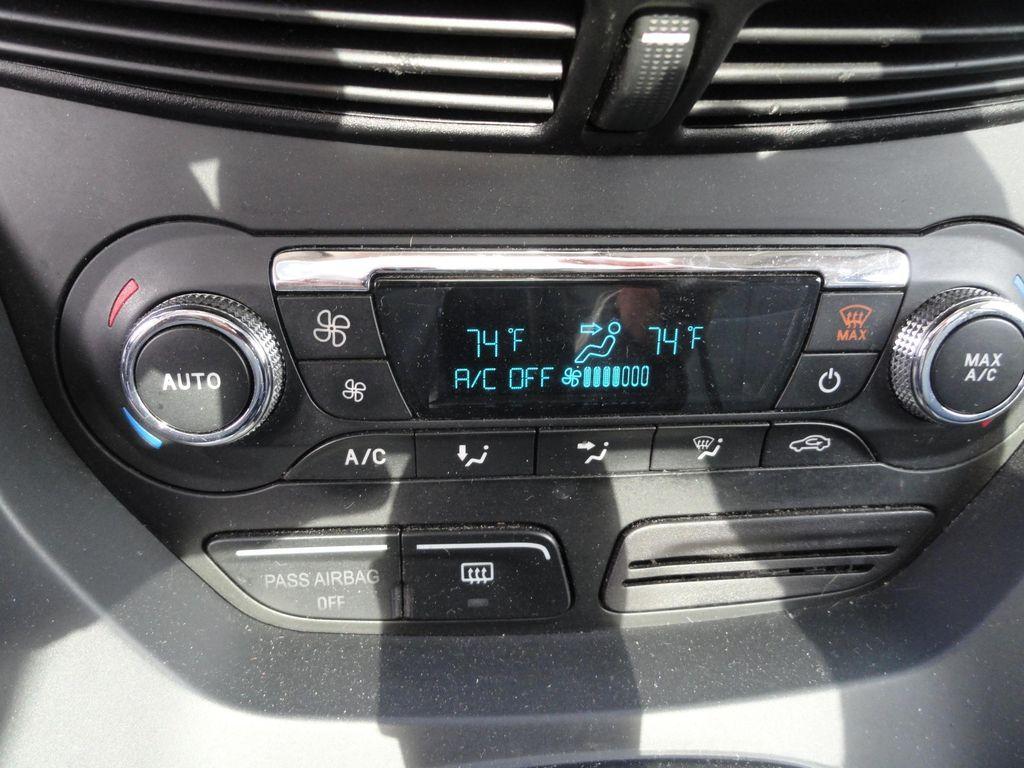 74°F 74°F
A/C OFF
MAX
AUTO
MAX
A/C
A/C
PASS AIRBAG
OFF